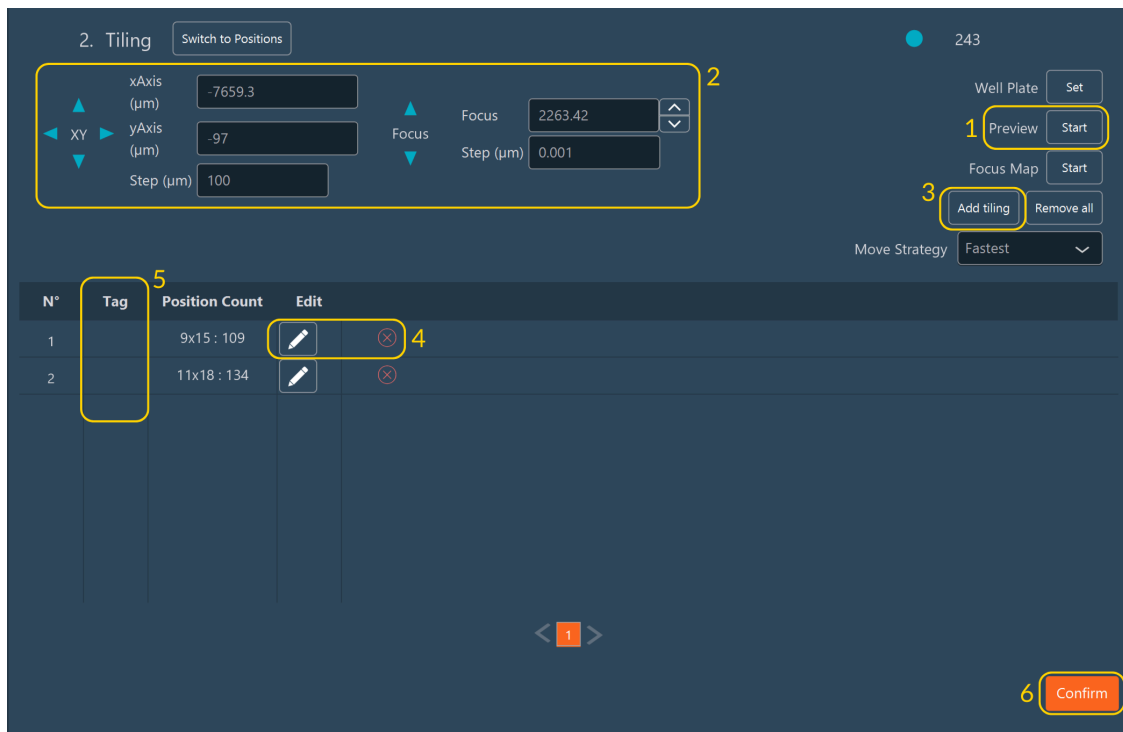 2. Tiling Switch to Positions 243
2
xAxis (µm) -7659.3
yAxis (µm) -97
Step (µm) 100
XY
Focus
Focus 2263.42
Step (µm) 0.001
Well Plate Set
1 Preview Start
Focus Map Start
3 Add tiling Remove all
Move Strategy Fastest
5
N° Tag Position Count Edit
1 9x15 : 109 4
2 11x18 : 134
< 1 >
6 Confirm